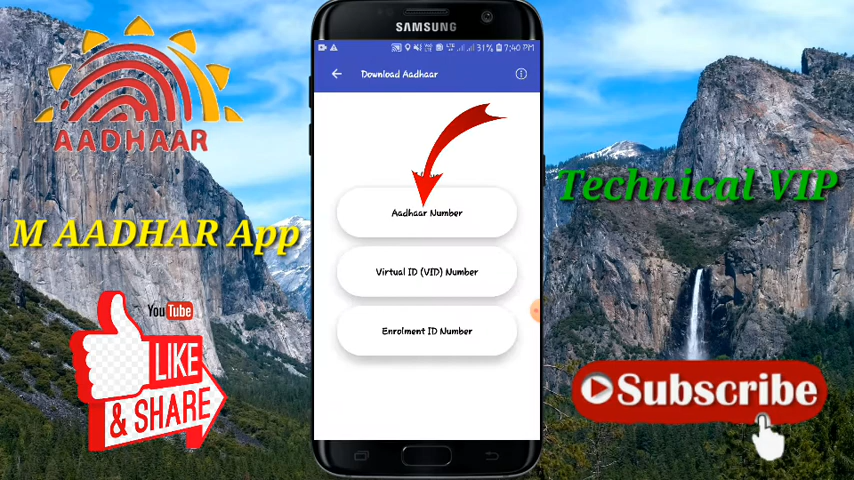 SAMSUNG
31% 7:40 PM
Download Aadhaar
AADHAAR
Aadhaar Number
Technical VIP
M AADHAR App
Virtual ID (VID) Number
YouTube
Enrolment ID Number
LIKE
& SHARE
Subscribe